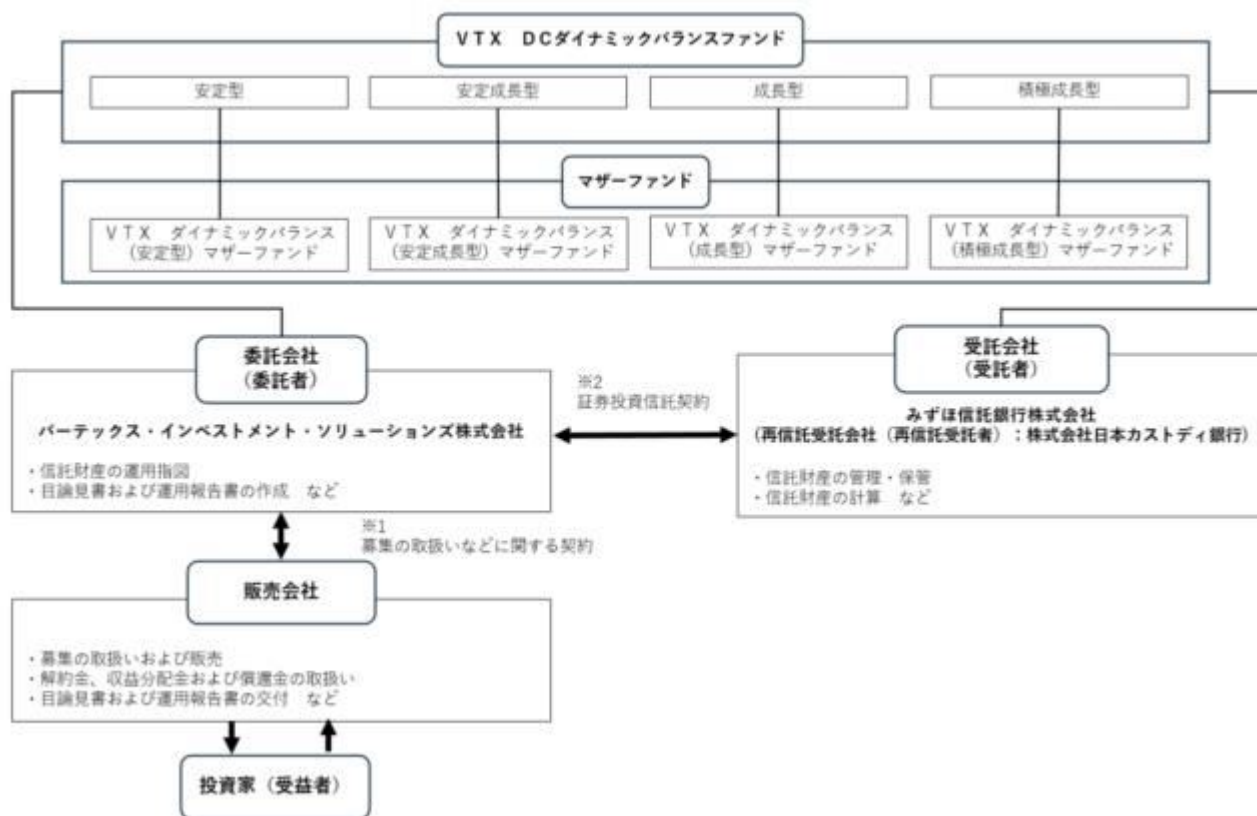 VTX DCダイナミックバランスファンド
安定型
安定成長型
成長型
積極成長型
マザーファンド
VTX ダイナミックバランス
(安定型)マザーファンド
VTX ダイナミックバランス
(安定成長型)マザーファンド
VTX ダイナミックバランス
(成長型)マザーファンド
VTX ダイナミックバランス
(積極成長型)マザーファンド
委託会社
(委託者)
バーテックス・インベストメント・ソリューションズ株式会社
・信託財産の運用指図
・目論見書および運用報告書の作成 など
※2
証券投資信託契約
受託会社
(受託者)
みずほ信託銀行株式会社
(再信託受託会社(再信託受託者):株式会社日本カストディ銀行)
・信託財産の管理・保管
・信託財産の計算 など
※1
募集の取扱いなどに関する契約
販売会社
・募集の取扱いおよび販売
・解約金、収益分配金および償還金の取扱い
・目論見書および運用報告書の交付 など
投資家(受益者)